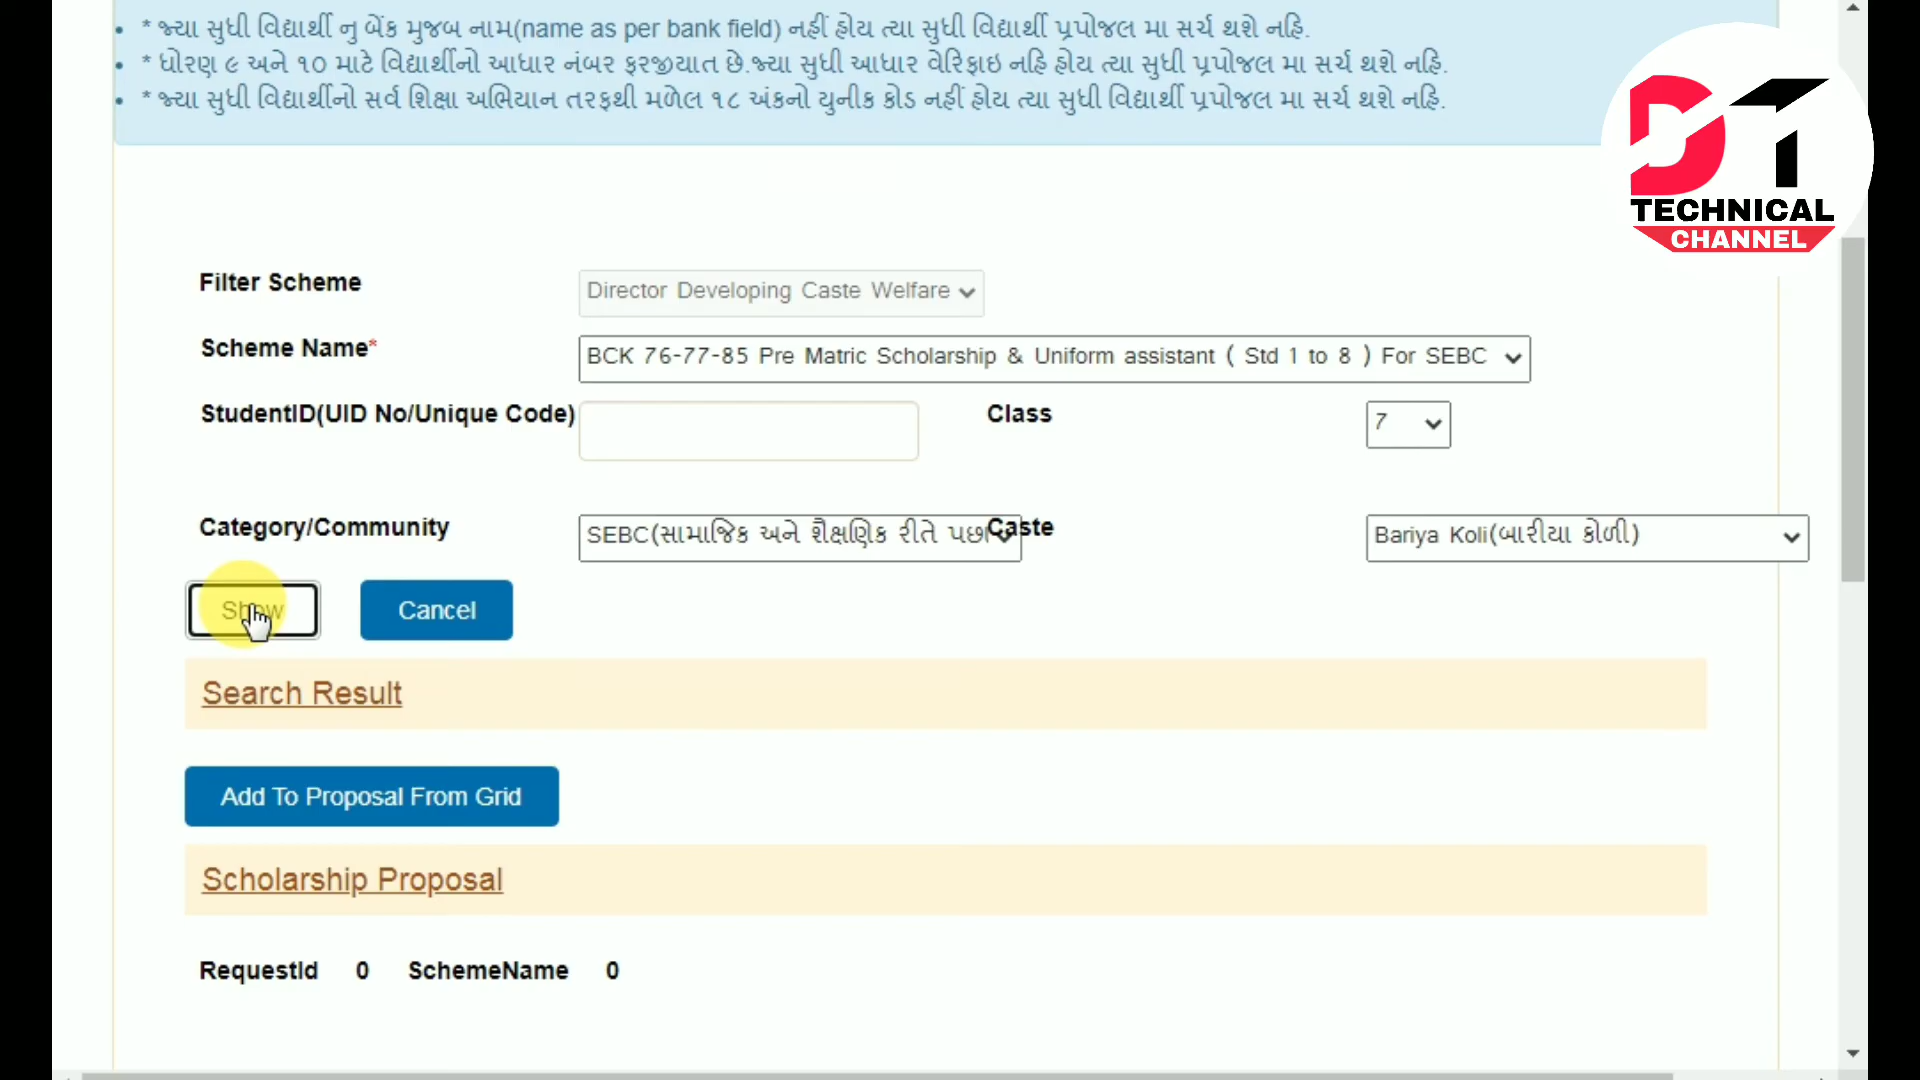 * જ્યા સુધી વિદ્યાર્થી નુ બેંક મુજબ નામ(name as per bank field) નહીં હોય ત્યા સુધી વિદ્યાર્થી પ્રપોજલ મા સર્ચ થશે નહિ.
* ધોરણ ૯ અને ૧૦ માટે વિદ્યાર્થીનો આધાર નંબર ફરજીયાત છે.જ્યા સુધી આધાર વેરિફાઇ નહિ હોય ત્યા સુધી પ્રપોજલ મા સર્ચ થશે નહિ.
* જ્યા સુધી વિદ્યાર્થીનો સર્વ શિક્ષા અભિયાન તરફથી મળેલ ૧૮ અંકનો યુનીક કોડ નહીં હોય ત્યા સુધી વિદ્યાર્થી પ્રપોજલ મા સર્ચ થશે નહિ.
DT
TECHNICAL
CHANNEL
Filter Scheme Director Developing Caste Welfare
Scheme Name* BCK 76-77-85 Pre Matric Scholarship & Uniform assistant ( Std 1 to 8 ) For SEBC
StudentID(UID No/Unique Code) Class 7
Category/Community SEBC(સામાજિક અને શૈક્ષણિક રીતે Caste Bariya Koli(બારીયા કોળી)
Show Cancel
Search Result
Add To Proposal From Grid
Scholarship Proposal
RequestId 0 SchemeName 0